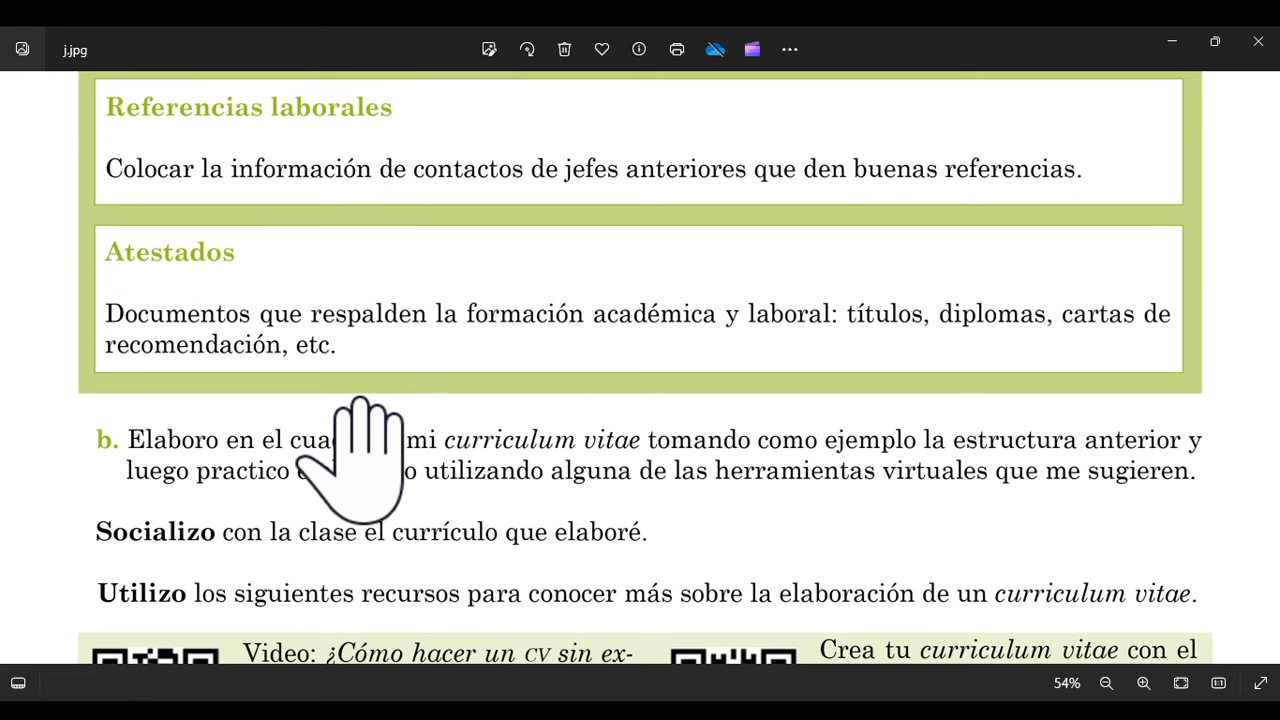 j.jpg
Referencias laborales
Colocar la información de contactos de jefes anteriores que den buenas referencias.
Atestados
Documentos que respalden la formación académica y laboral: títulos, diplomas, cartas de
recomendación, etc.
b. Elaboro en el mi curriculum vitae tomando como ejemplo la estructura anterior y
luego practico utilizando alguna de las herramientas virtuales que me sugieren.
Socializo con la clase el currículo que elaboré.
Utilizo los siguientes recursos para conocer más sobre la elaboración de un curriculum vitae.
Video: ¿Cómo hacer un CV sin ex-
Crea tu curriculum vitae con el
54%